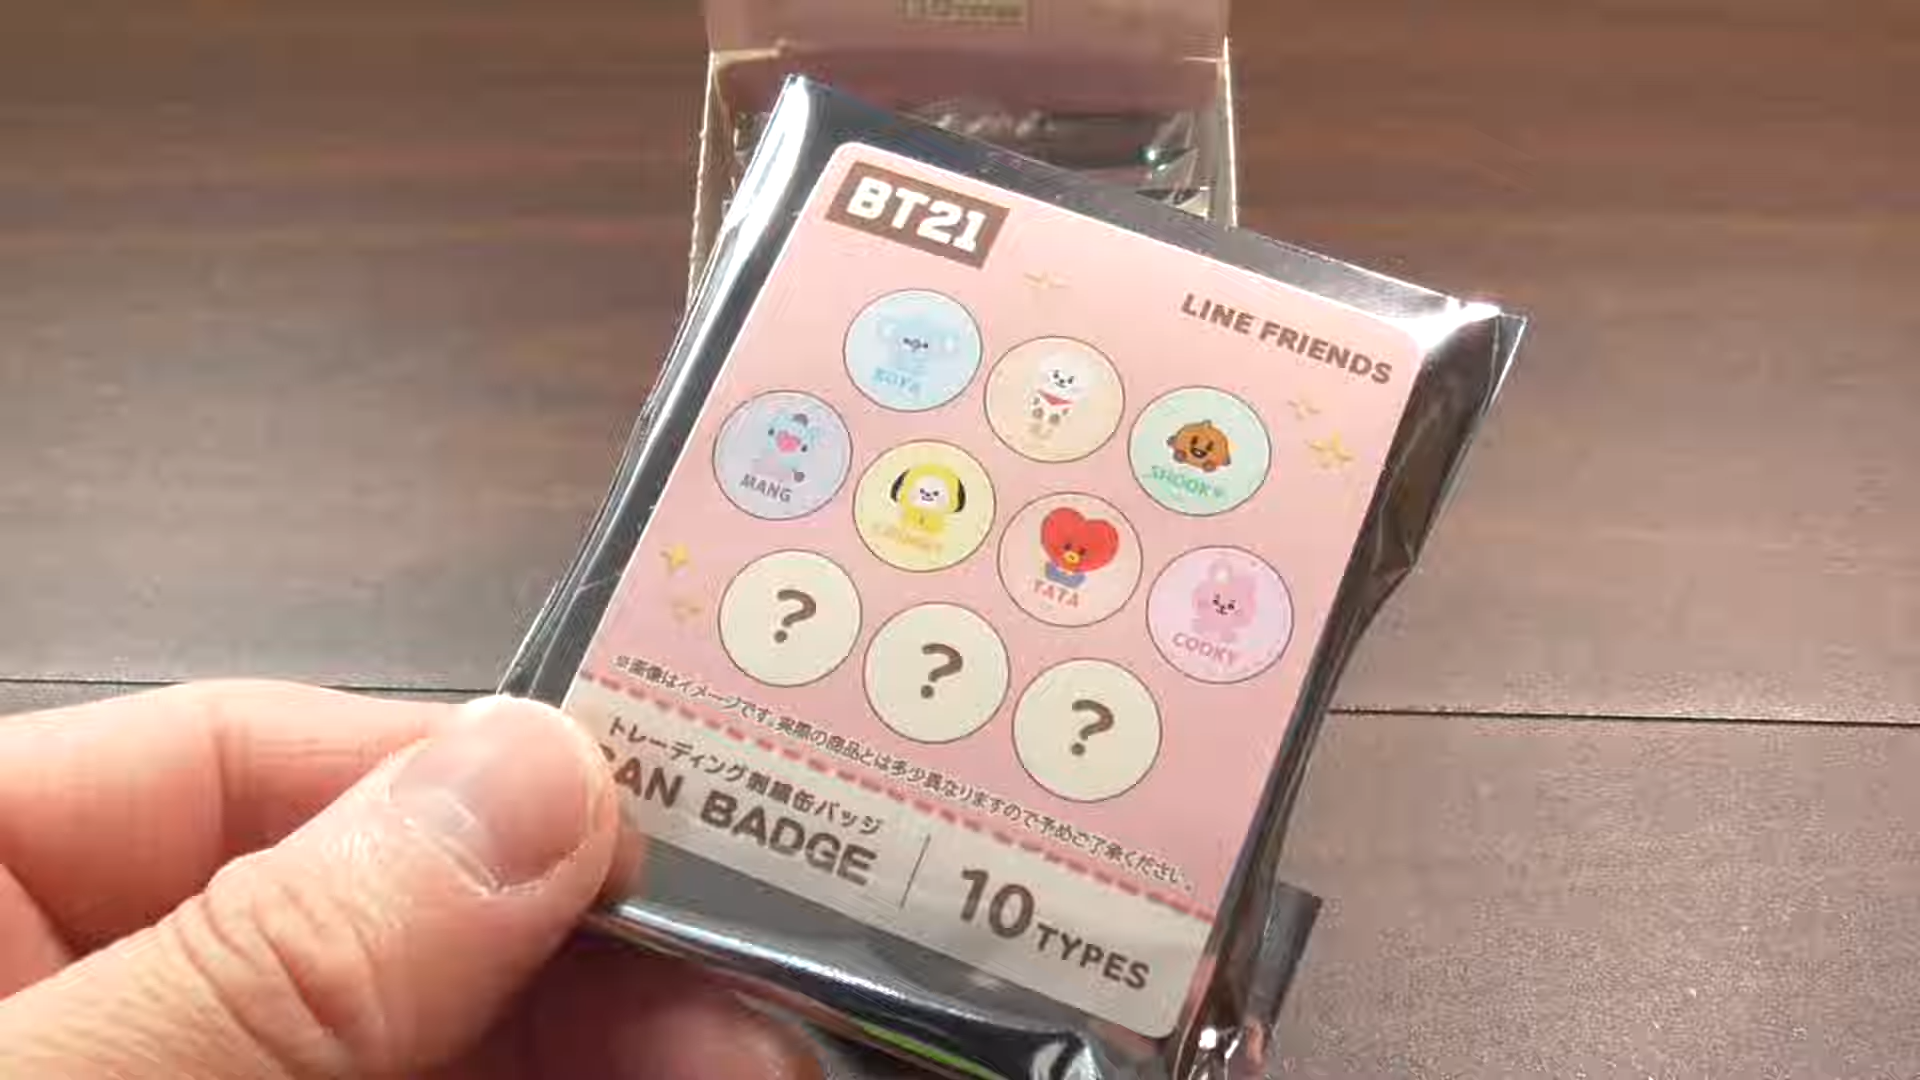 BT21
LINE FRIENDS
KOYA
RJ
SHOOKY
MANG
CHIMMY
TATA
COOKY
?
?
?
※画像はイメージです。実際の商品とは多少異なりますので予めご了承ください。
トレーディング刺繍缶バッジ
CAN BADGE
10 TYPES